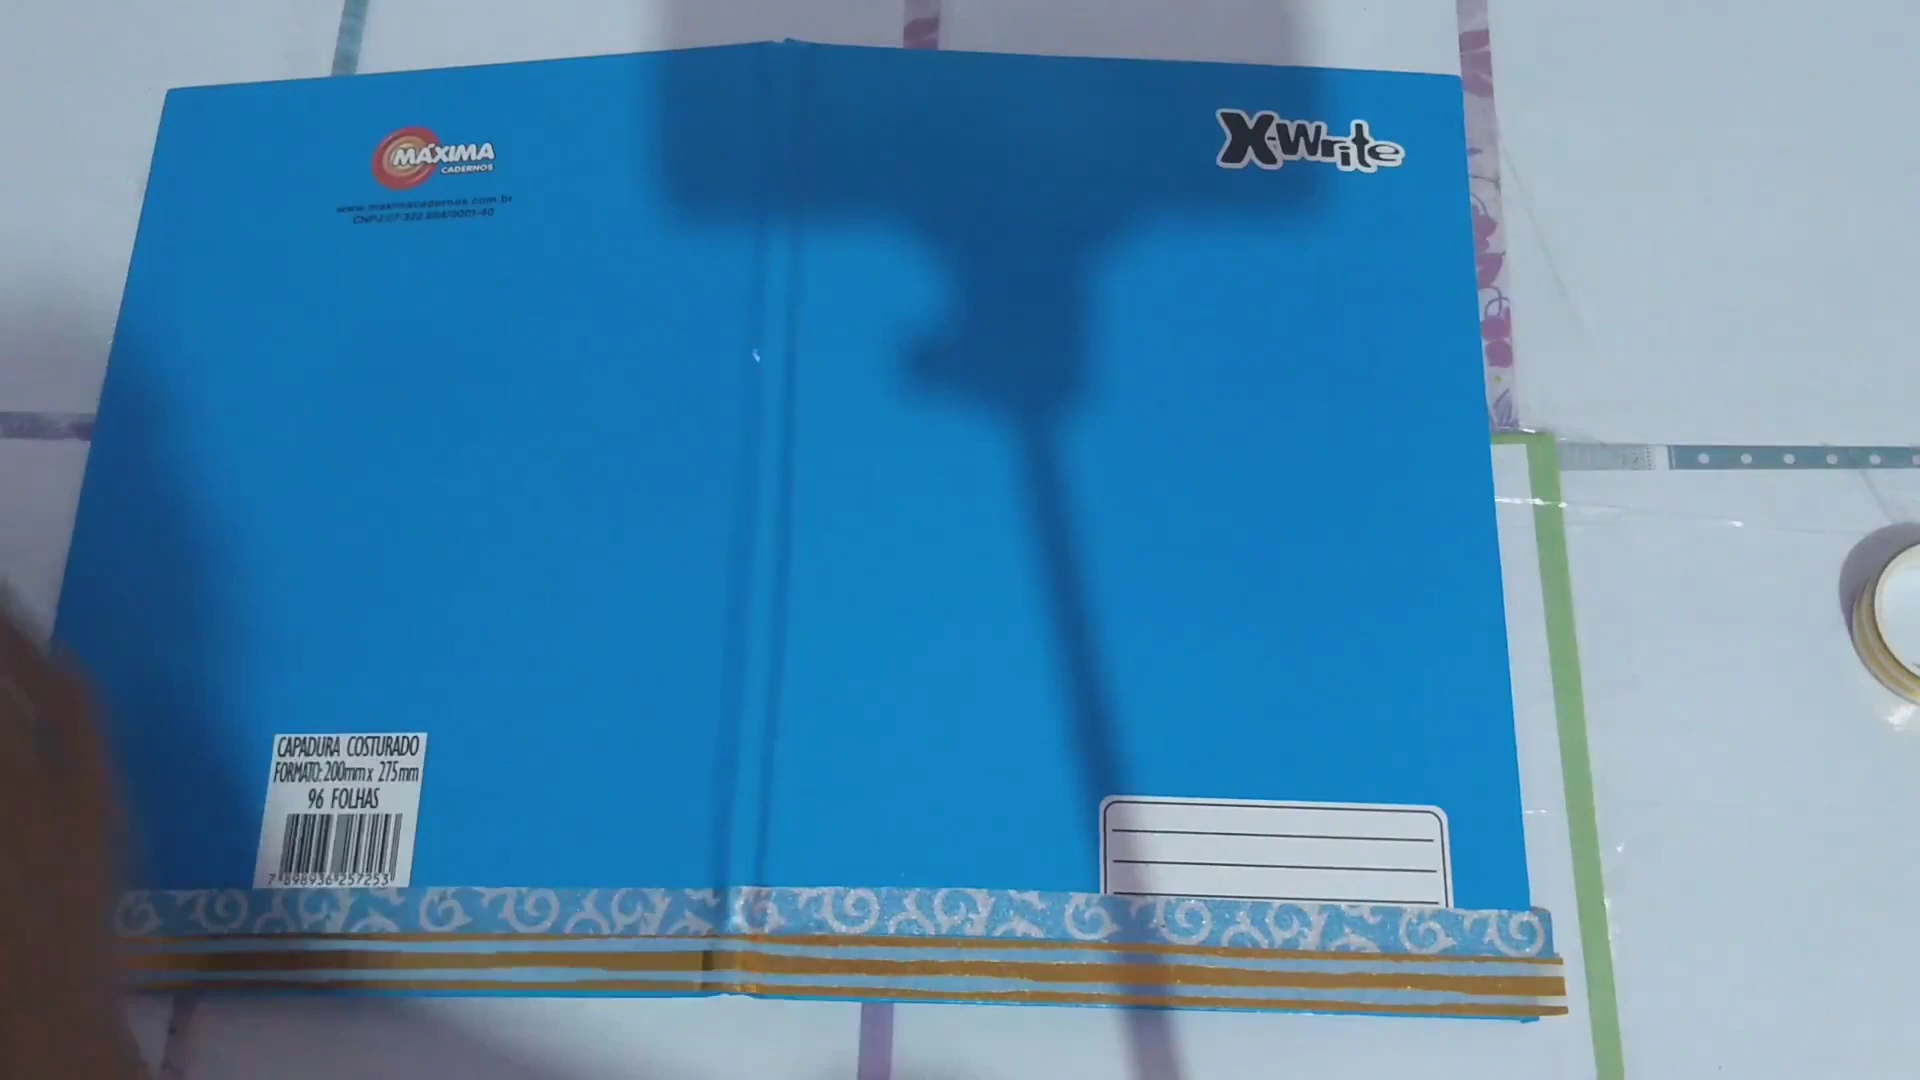 MÁXIMA
CADERNOS
www.maximacadernos.com.br
X-Write
CAPADURA COSTURADO
FORMATO: 200mm x 275mm
96 FOLHAS
7 898936 257253